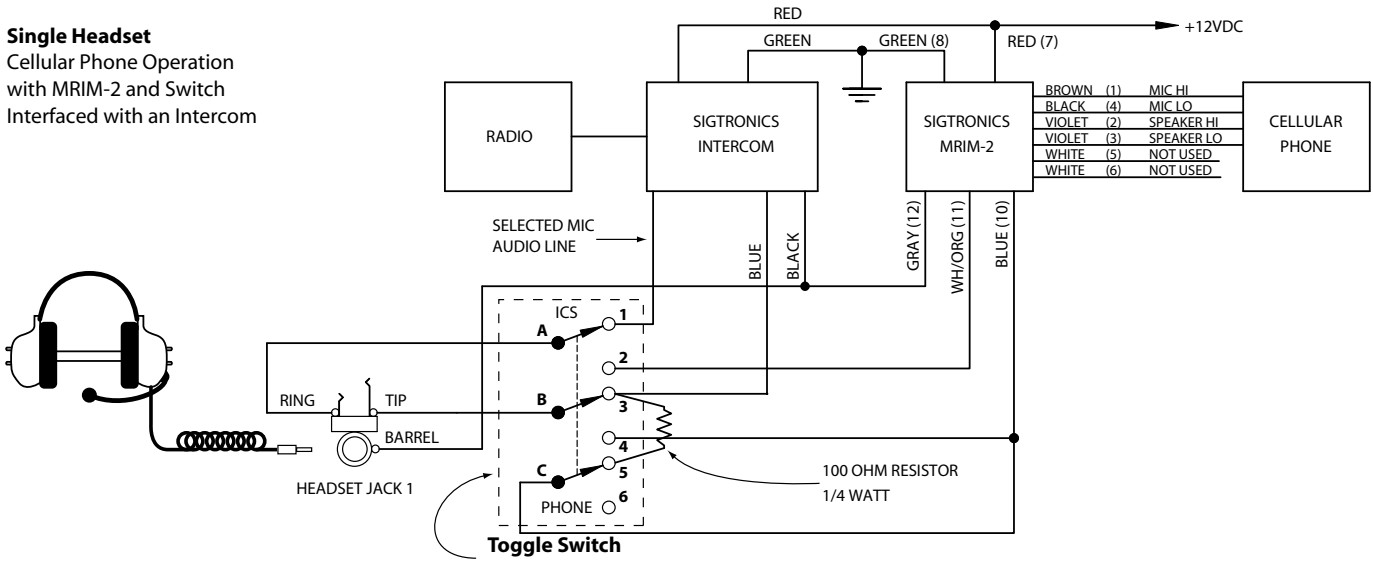 Single Headset
Cellular Phone Operation
with MRIM-2 and Switch
Interfaced with an Intercom
RED
+12VDC
GREEN
GREEN (8)
RED (7)
RADIO
SIGTRONICS
INTERCOM
SIGTRONICS
MRIM-2
BROWN (1) MIC HI
BLACK (4) MIC LO
VIOLET (2) SPEAKER HI
VIOLET (3) SPEAKER LO
WHITE (5) NOT USED
WHITE (6) NOT USED
CELLULAR
PHONE
SELECTED MIC
AUDIO LINE
BLUE
BLACK
GRAY (12)
WH/ORG (11)
BLUE (10)
ICS
1
A
2
B
3
4
C
5
PHONE
6
RING
TIP
BARREL
HEADSET JACK 1
100 OHM RESISTOR
1/4 WATT
Toggle Switch